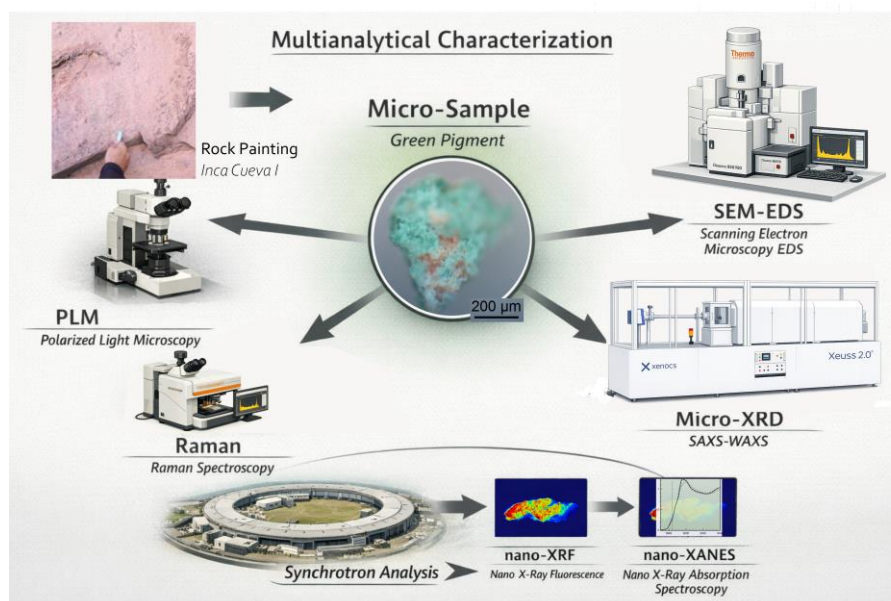 Multianalytical Characterization
Micro-Sample
Green Pigment
Rock Painting
Inca Cueva I
Thermo
SEM-EDS
Scanning Electron
Microscopy EDS
200 µm
PLM
Polarized Light Microscopy
xenocs
Xeuss 2.0
Micro-XRD
SAXS-WAXS
Raman
Raman Spectroscopy
nano-XRF
Nano X-Ray Fluorescence
nano-XANES
Nano X-Ray Absorption
Spectroscopy
Synchrotron Analysis